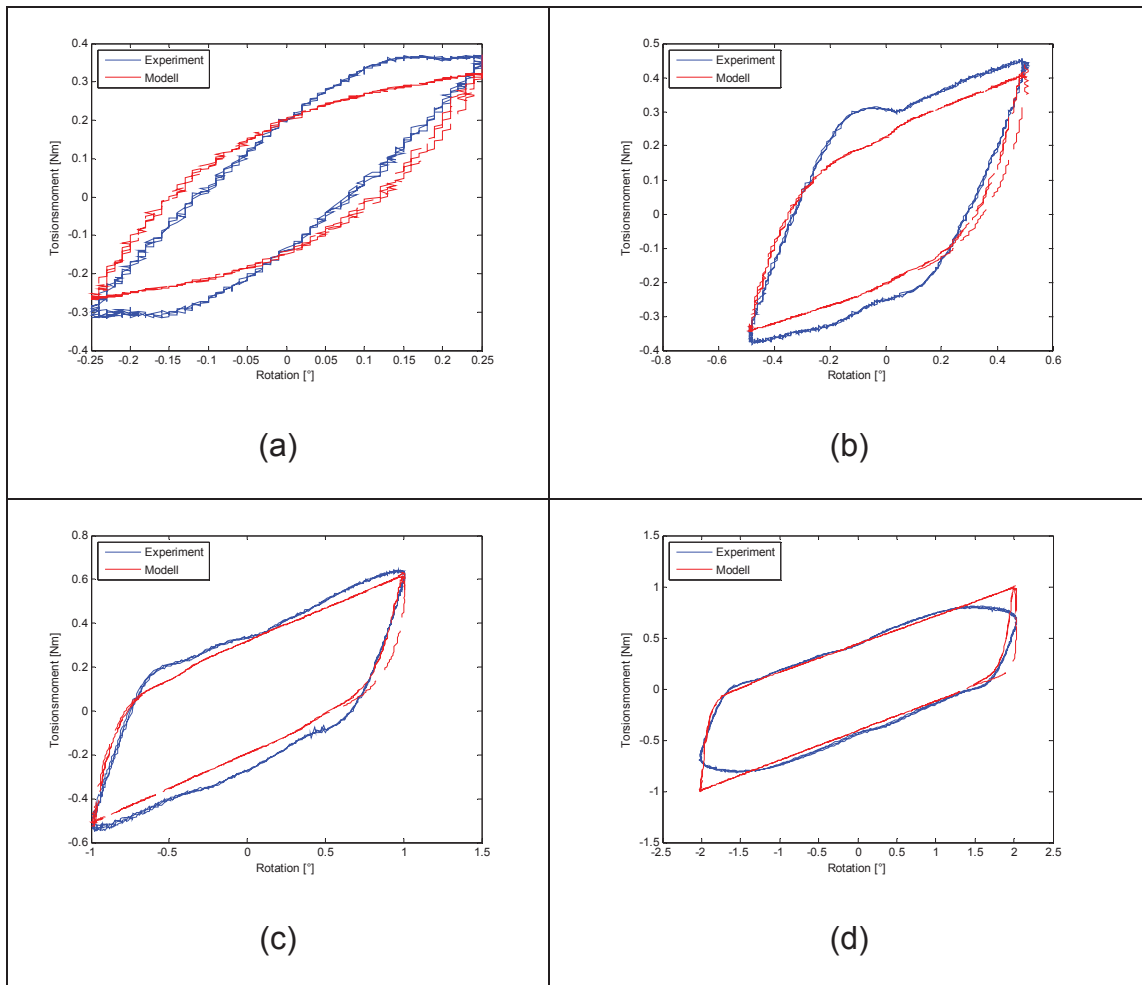 0.4
0.3
0.2
0.1
0
-0.1
-0.2
-0.3
-0.4
Torsionsmoment [Nm]
Experiment
Modell
-0.25 -0.2 -0.15 -0.1 -0.05 0 0.05 0.1 0.15 0.2 0.25
Rotation [°]
(a)
0.5
0.4
0.3
0.2
0.1
0
-0.1
-0.2
-0.3
-0.4
Torsionsmoment [Nm]
Experiment
Modell
-0.8 -0.6 -0.4 -0.2 0 0.2 0.4 0.6
Rotation [°]
(b)
0.8
0.6
0.4
0.2
0
-0.2
-0.4
-0.6
Torsionsmoment [Nm]
Experiment
Modell
-1 -0.5 0 0.5 1 1.5
Rotation [°]
(c)
1.5
1
0.5
0
-0.5
-1
-1.5
Torsionsmoment [Nm]
Experiment
Modell
-2.5 -2 -1.5 -1 -0.5 0 0.5 1 1.5 2 2.5
Rotation [°]
(d)